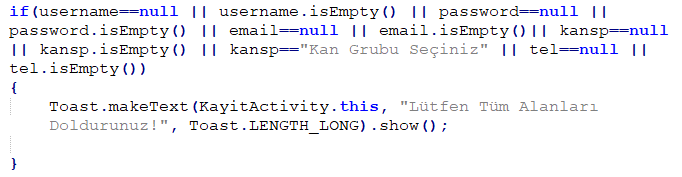 if(username==null || username.isEmpty() || password==null ||
password.isEmpty() || email==null || email.isEmpty()|| kansp==null
|| kansp.isEmpty() || kansp=="Kan Grubu Seçiniz" || tel==null ||
tel.isEmpty())
{
Toast.makeText(KayitActivity.this, "Lütfen Tüm Alanları
Doldurunuz!", Toast.LENGTH_LONG).show();
}